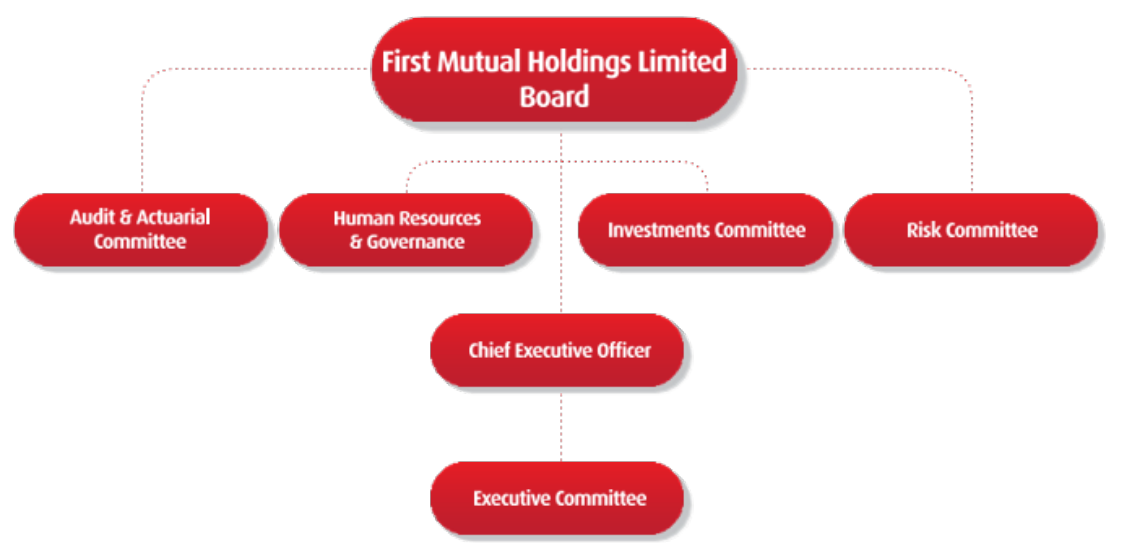 First Mutual Holdings Limited
Board
Audit & Actuarial
Committee
Human Resources
& Governance
Investments Committee
Risk Committee
Chief Executive Officer
Executive Committee